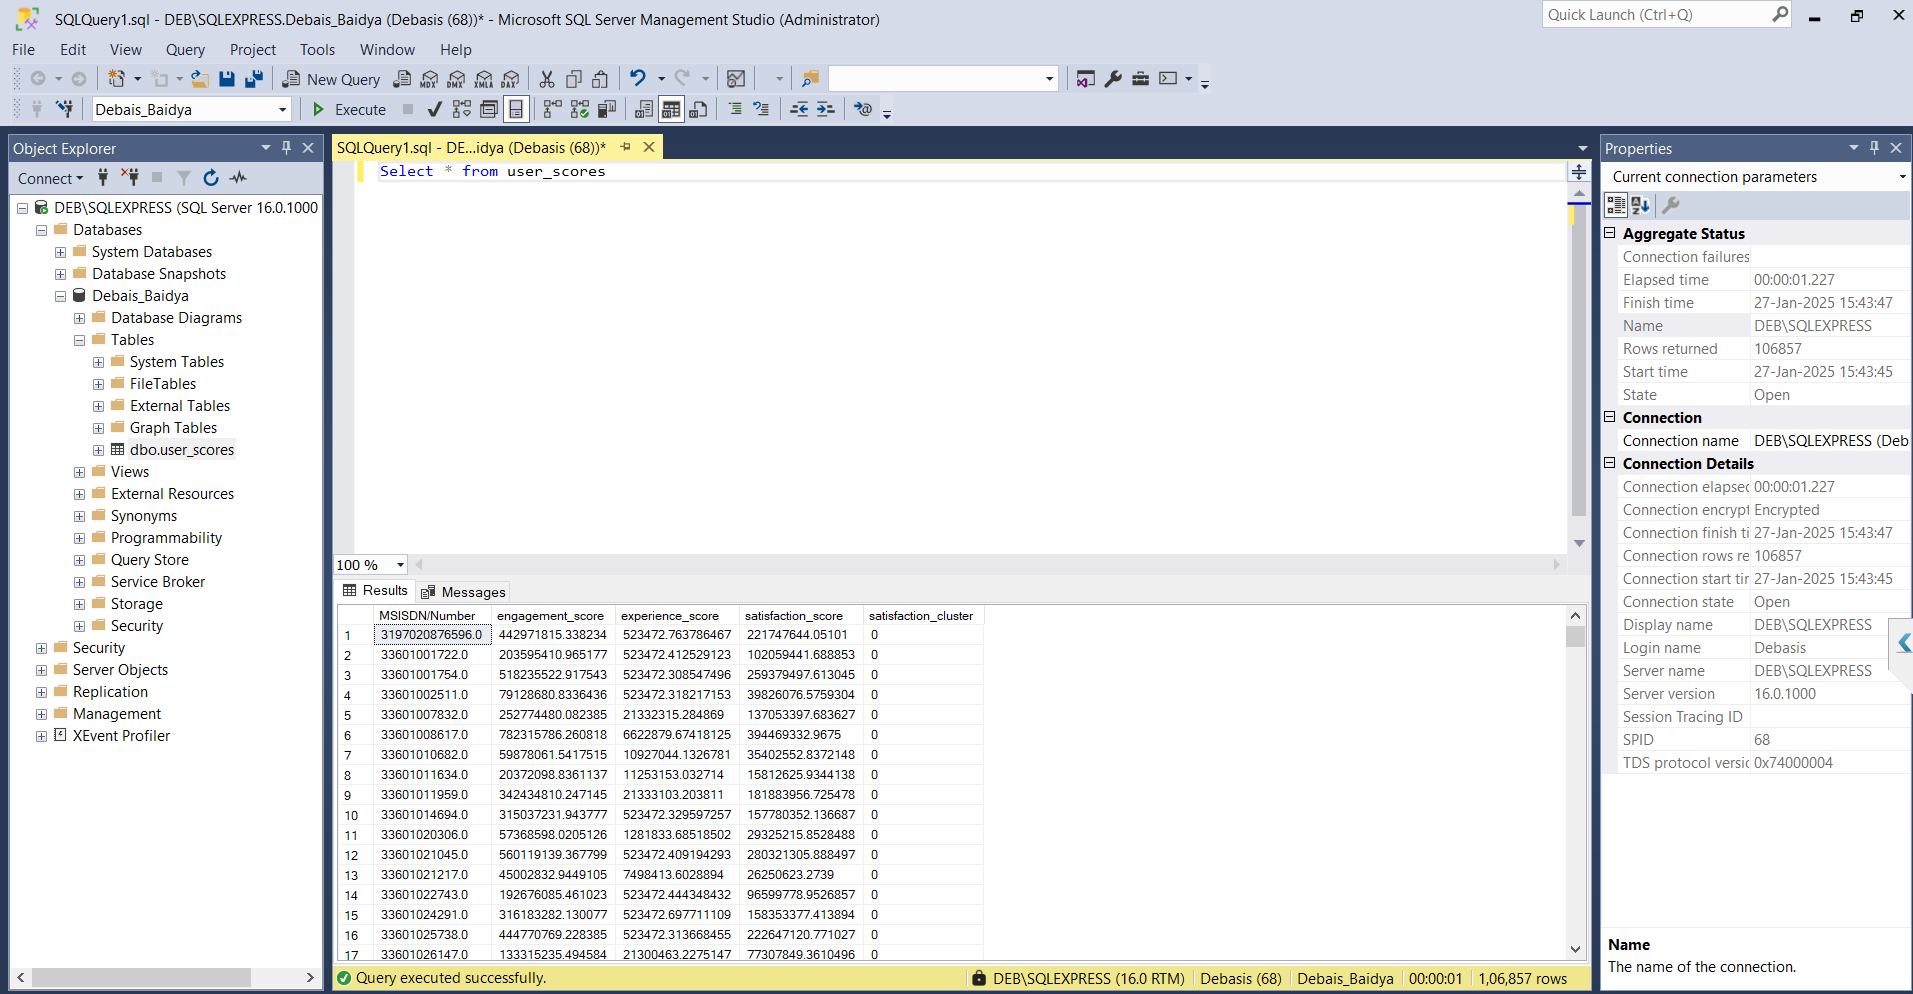 SQLQuery1.sql - DEB\SQLEXPRESS.Debais_Baidya (Debasis (68))* - Microsoft SQL Server Management Studio (Administrator)
Quick Launch (Ctrl+Q)
File Edit View Query Project Tools Window Help
New Query MDX DMX XMLA DAX
Debais_Baidya Execute
Object Explorer
Connect
DEB\SQLEXPRESS (SQL Server 16.0.1000
Databases
System Databases
Database Snapshots
Debais_Baidya
Database Diagrams
Tables
System Tables
FileTables
External Tables
Graph Tables
dbo.user_scores
Views
External Resources
Synonyms
Programmability
Query Store
Service Broker
Storage
Security
Security
Server Objects
Replication
Management
XEvent Profiler
SQLQuery1.sql - DE...idya (Debasis (68))*
Select * from user_scores
100 %
Results Messages
MSISDN/Number engagement_score experience_score satisfaction_score satisfaction_cluster
1 3197020876596.0 442971815.338234 523472.763786467 221747644.05101 0
2 33601001722.0 203595410.965177 523472.412529123 102059441.688853 0
3 33601001754.0 518235522.917543 523472.308547496 259379497.613045 0
4 33601002511.0 79128680.8336436 523472.318217153 39826076.5759304 0
5 33601007832.0 252774480.082385 21332315.284869 137053397.683627 0
6 33601008617.0 782315786.260818 6622879.67418125 394469332.9675 0
7 33601010682.0 59878061.5417515 10927044.1326781 35402552.8372148 0
8 33601011634.0 20372098.8361137 11253153.032714 15812625.9344138 0
9 33601011959.0 342434810.247145 21333103.203811 181883956.725478 0
10 33601014694.0 315037231.943777 523472.329597257 157780352.136687 0
11 33601020306.0 57368598.0205126 1281833.68518502 29325215.8528488 0
12 33601021045.0 560119139.367799 523472.409194293 280321305.888497 0
13 33601021217.0 45002832.9449105 7498413.6028894 26250623.2739 0
14 33601022743.0 192676085.461023 523472.444348432 96599778.9526857 0
15 33601024291.0 316183282.130077 523472.697711109 158353377.413894 0
16 33601025738.0 444770769.228385 523472.313668455 222647120.771027 0
17 33601026147.0 133315235.494584 21300463.2275147 77307849.3610496 0
Query executed successfully. DEB\SQLEXPRESS (16.0 RTM) Debasis (68) Debais_Baidya 00:00:01 1,06,857 rows
Properties
Current connection parameters
Aggregate Status
Connection failures
Elapsed time 00:00:01.227
Finish time 27-Jan-2025 15:43:47
Name DEB\SQLEXPRESS
Rows returned 106857
Start time 27-Jan-2025 15:43:45
State Open
Connection
Connection name DEB\SQLEXPRESS (Deb
Connection Details
Connection elapsec 00:00:01.227
Connection encrypt Encrypted
Connection finish ti 27-Jan-2025 15:43:47
Connection rows re 106857
Connection start tir 27-Jan-2025 15:43:45
Connection state Open
Display name DEB\SQLEXPRESS
Login name Debasis
Server name DEB\SQLEXPRESS
Server version 16.0.1000
Session Tracing ID
SPID 68
TDS protocol versic 0x74000004
Name
The name of the connection.